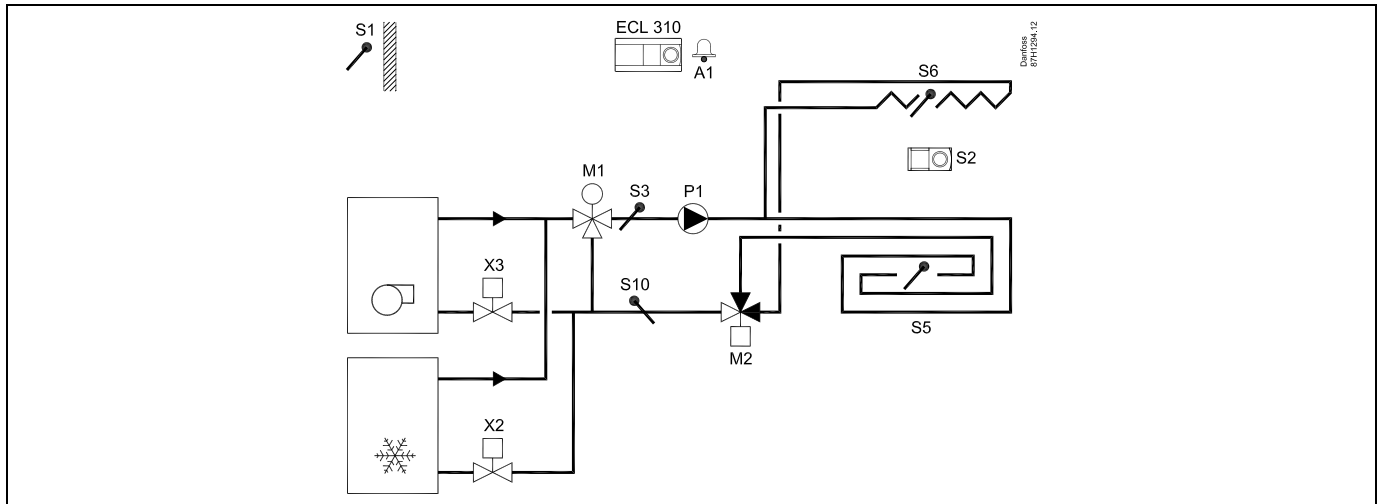 S1
ECL 310
A1
Danfoss
87H1294.12
S6
S2
M1
S3
P1
X3
S10
S5
M2
X2